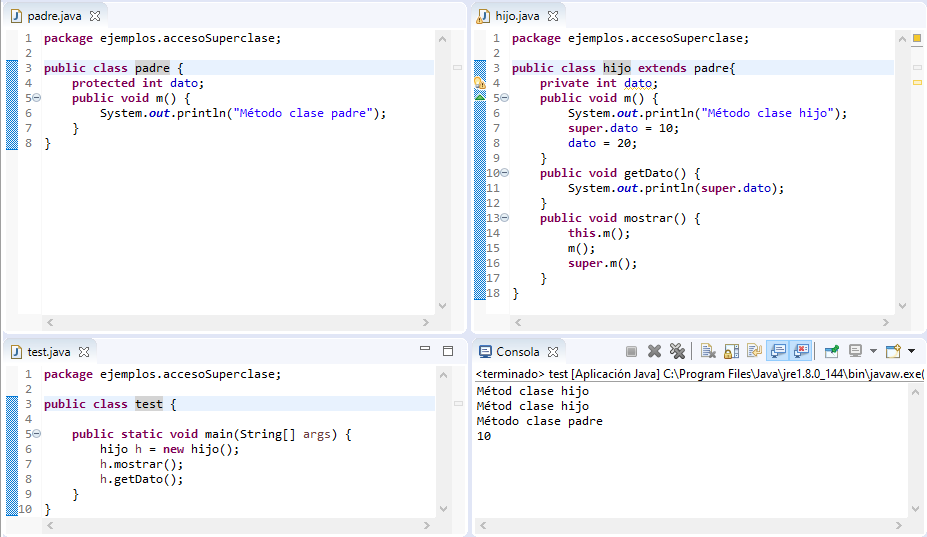 padre.java
1 package ejemplos.accesoSuperclase;
2
3 public class padre {
4     protected int dato;
5     public void m() {
6         System.out.println("Método clase padre");
7     }
8 }
hijo.java
1 package ejemplos.accesoSuperclase;
2
3 public class hijo extends padre{
4     private int dato;
5     public void m() {
6         System.out.println("Método clase hijo");
7         super.dato = 10;
8         dato = 20;
9     }
10     public void getDato() {
11         System.out.println(super.dato);
12     }
13     public void mostrar() {
14         this.m();
15         m();
16         super.m();
17     }
18 }
test.java
1 package ejemplos.accesoSuperclase;
2
3 public class test {
4
5     public static void main(String[] args) {
6         hijo h = new hijo();
7         h.mostrar();
8         h.getDato();
9     }
10 }
Consola
<terminado> test [Aplicación Java] C:\Program Files\Java\jre1.8.0_144\bin\javaw.exe(
Métod clase hijo
Métod clase hijo
Método clase padre
10